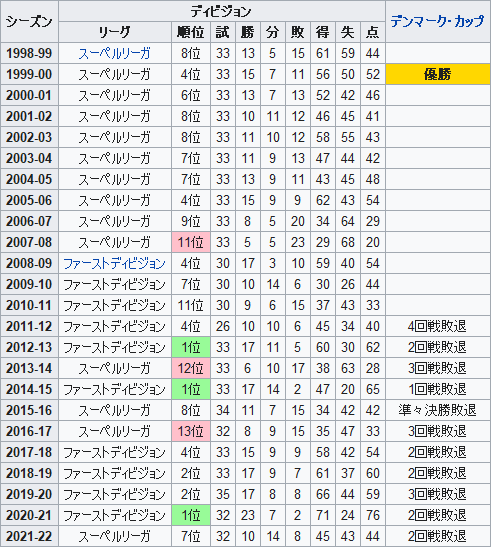 シーズン ディビジョン デンマーク・カップ
リーグ 順位 試 勝 分 敗 得 失 点
1998-99 スーペルリーガ 8位 33 13 5 15 61 59 44
1999-00 スーペルリーガ 4位 33 15 7 11 56 50 52 優勝
2000-01 スーペルリーガ 6位 33 13 7 13 52 42 46
2001-02 スーペルリーガ 8位 33 10 11 12 46 45 41
2002-03 スーペルリーガ 8位 33 11 10 12 58 55 43
2003-04 スーペルリーガ 7位 33 11 9 13 47 44 42
2004-05 スーペルリーガ 7位 33 13 9 11 43 45 48
2005-06 スーペルリーガ 4位 33 15 9 9 62 43 54
2006-07 スーペルリーガ 9位 33 8 5 20 34 64 29
2007-08 スーペルリーガ 11位 33 5 5 23 29 68 20
2008-09 ファーストディビジョン 4位 30 17 3 10 59 40 54
2009-10 ファーストディビジョン 7位 30 10 14 6 30 26 44
2010-11 ファーストディビジョン 11位 30 9 6 15 37 43 33
2011-12 ファーストディビジョン 4位 26 10 10 6 45 34 40 4回戦敗退
2012-13 ファーストディビジョン 1位 33 17 11 5 60 30 62 2回戦敗退
2013-14 スーペルリーガ 12位 33 6 10 17 38 63 28 3回戦敗退
2014-15 ファーストディビジョン 1位 33 17 14 2 47 20 65 1回戦敗退
2015-16 スーペルリーガ 8位 34 11 7 15 34 42 42 準々決勝敗退
2016-17 スーペルリーガ 13位 32 8 9 15 35 47 33 3回戦敗退
2017-18 ファーストディビジョン 4位 33 15 9 9 58 42 54 2回戦敗退
2018-19 ファーストディビジョン 2位 33 17 9 7 61 37 60 2回戦敗退
2019-20 ファーストディビジョン 2位 35 17 8 8 66 44 59 3回戦敗退
2020-21 ファーストディビジョン 1位 32 23 7 2 71 24 76 2回戦敗退
2021-22 スーペルリーガ 7位 32 10 14 8 45 43 44 2回戦敗退